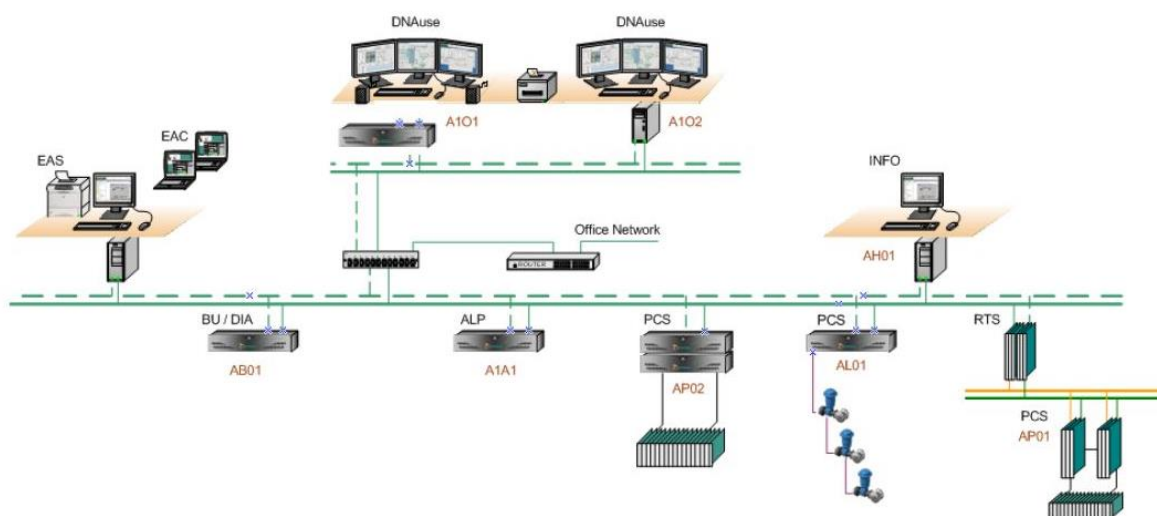 DNAuse
DNAuse
A1O1
A1O2
EAC
EAS
INFO
Office Network
ROUTER
AH01
BU / DIA
ALP
PCS
PCS
RTS
AB01
A1A1
AP02
AL01
PCS
AP01